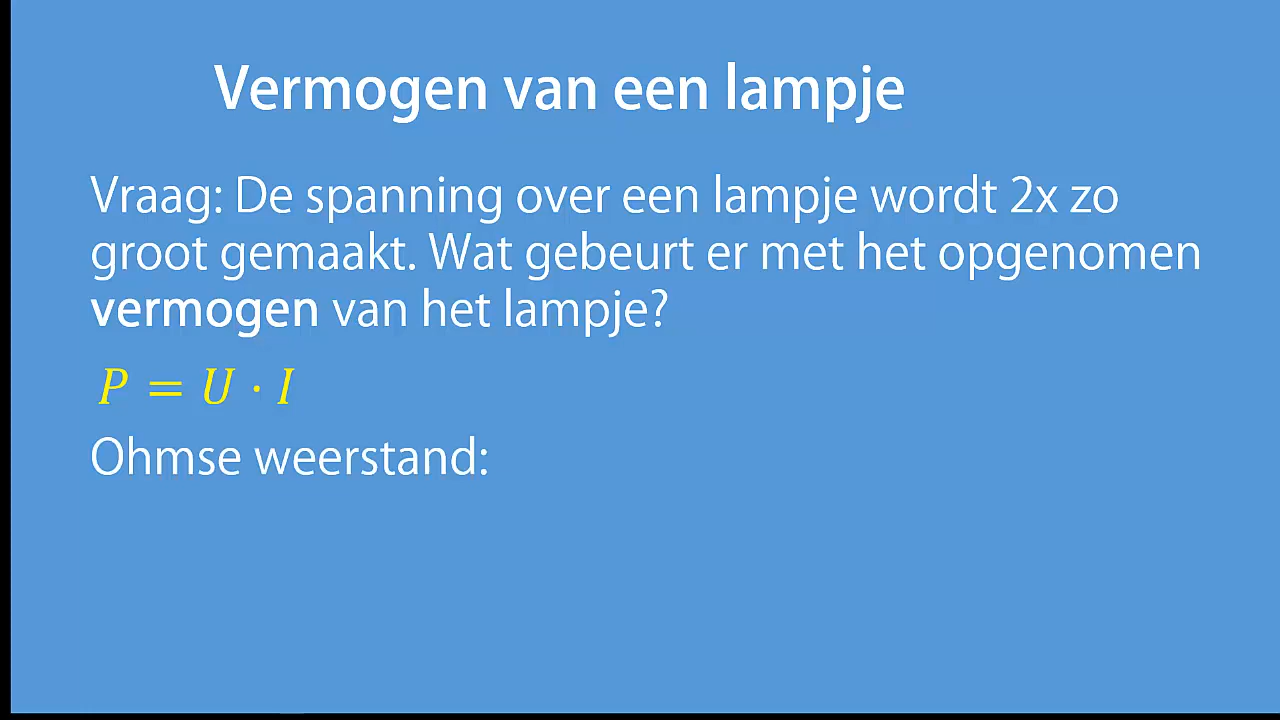 Vermogen van een lampje
Vraag: De spanning over een lampje wordt 2x zo
groot gemaakt. Wat gebeurt er met het opgenomen
vermogen van het lampje?
P = U · I
Ohmse weerstand: